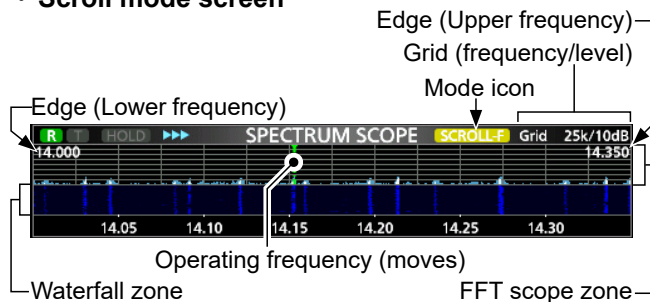 • Scroll mode screen
Edge (Upper frequency)
Grid (frequency/level)
Mode icon
Edge (Lower frequency)
R T HOLD SPECTRUM SCOPE SCROLL-F Grid 25k/10dB
14.000 14.350
14.05 14.10 14.15 14.20 14.25 14.30
Operating frequency (moves)
Waterfall zone FFT scope zone